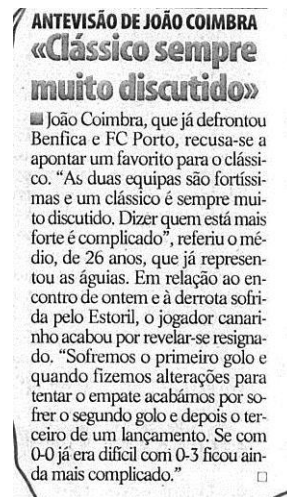 ANTEVISÃO DE JOÃO COIMBRA
«Clássico sempre
muito discutido»
João Coimbra, que já defrontou
Benfica e FC Porto, recusa-se a
apontar um favorito para o clássi-
co. “As duas equipas são fortíssi-
mas e um clássico é sempre mui-
to discutido. Dizer quem está mais
forte é complicado”, referiu o mé-
dio, de 26 anos, que já represen-
tou as águias. Em relação ao en-
contro de ontem e à derrota sofri-
da pelo Estoril, o jogador canari-
nho acabou por revelar-se resigna-
do. “Sofremos o primeiro golo e
quando fizemos alterações para
tentar o empate acabámos por so-
frer o segundo golo e depois o ter-
ceiro de um lançamento. Se com
0-0 já era difícil com 0-3 ficou ain-
da mais complicado.”